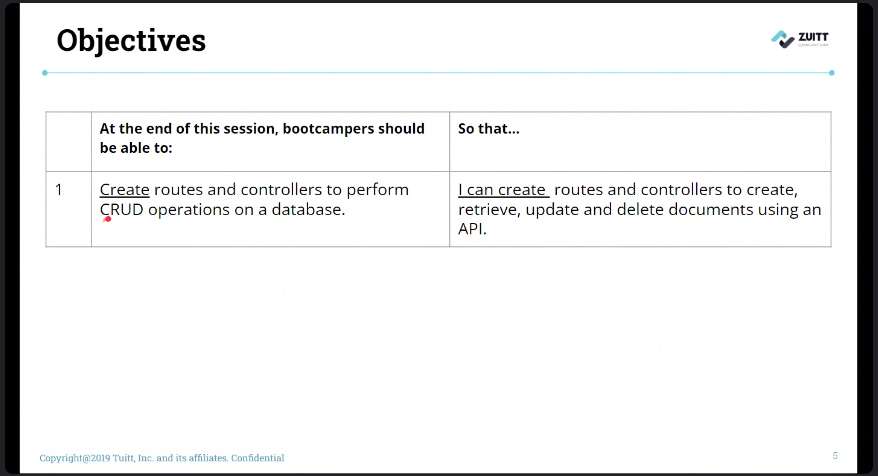 Objectives
ZUITT
At the end of this session, bootcampers should
be able to:
So that...
1
Create routes and controllers to perform
CRUD operations on a database.
I can create routes and controllers to create,
retrieve, update and delete documents using an
API.
Copyright@2019 Tuitt, Inc. and its affiliates. Confidential
5